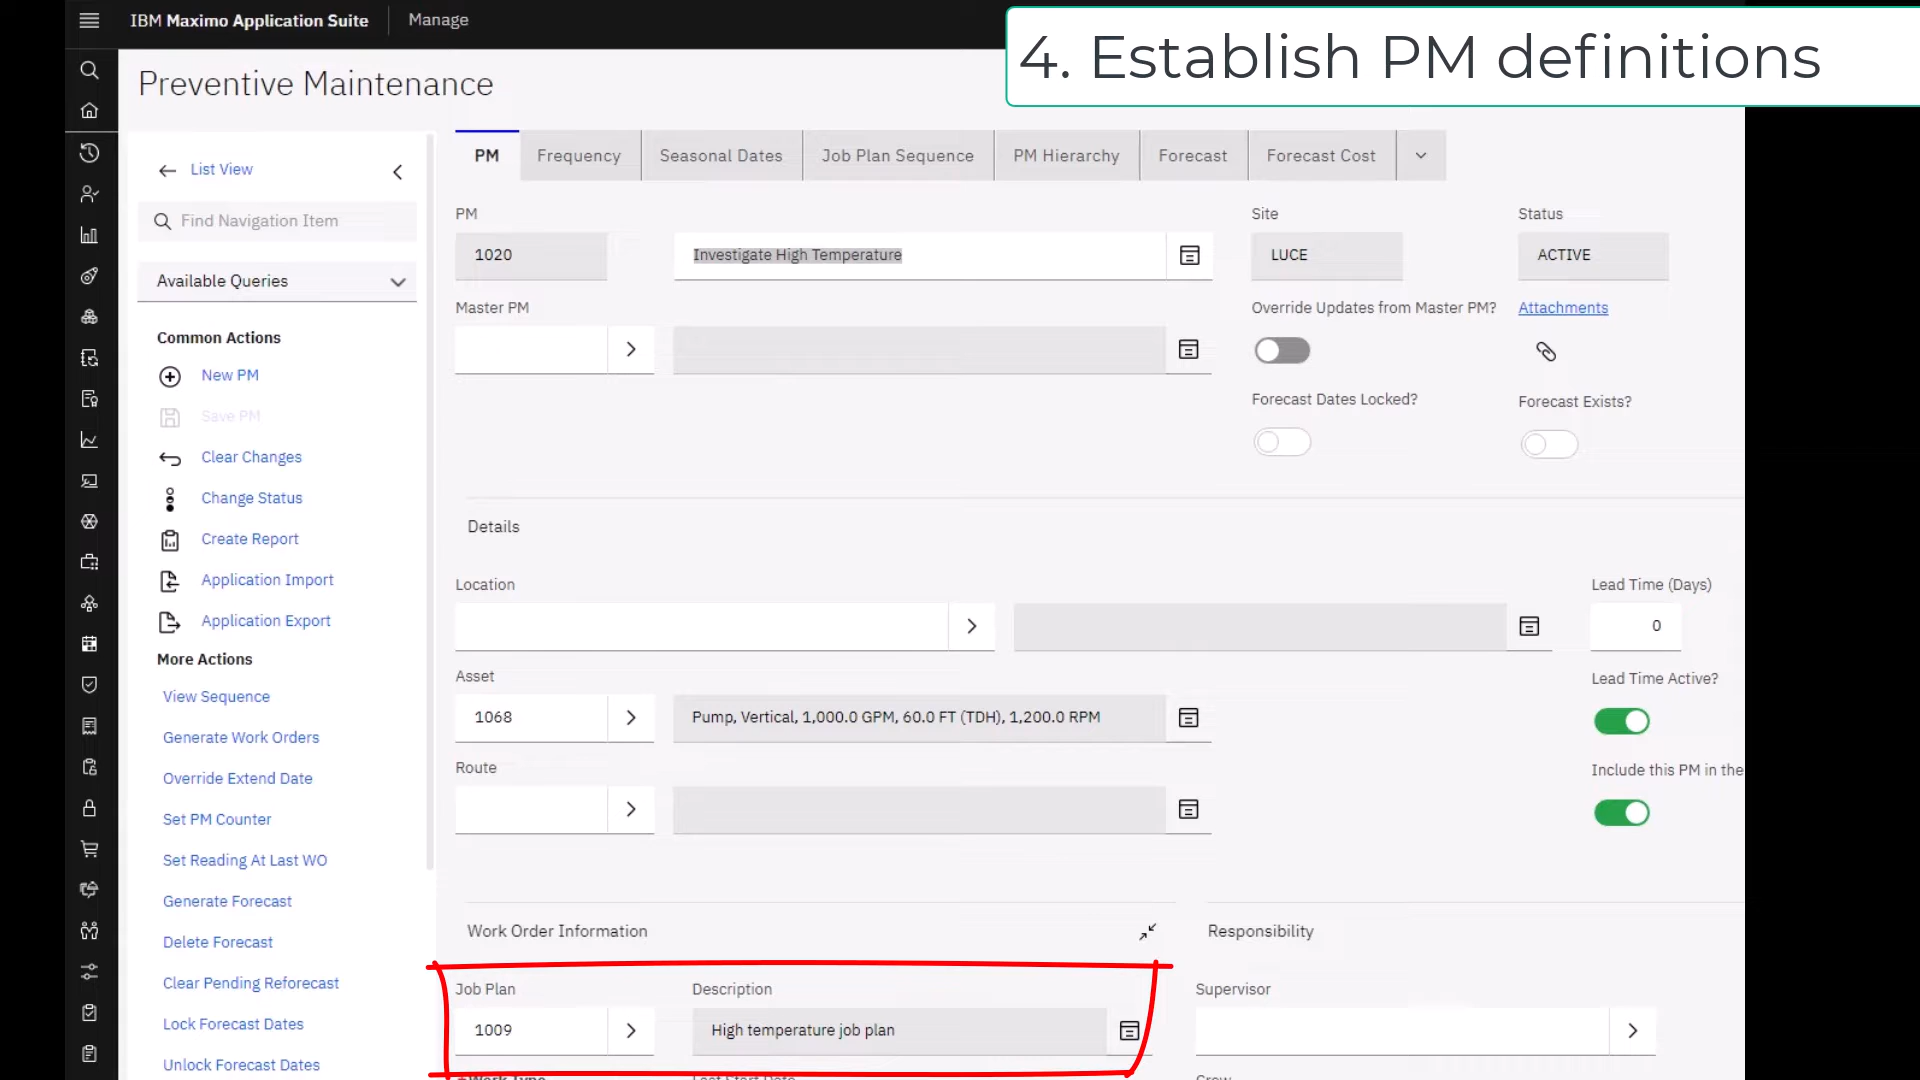 IBM Maximo Application Suite
Manage
4. Establish PM definitions
Preventive Maintenance
List View
Find Navigation Item
Available Queries
Common Actions
New PM
Save PM
Clear Changes
Change Status
Create Report
Application Import
Application Export
More Actions
View Sequence
Generate Work Orders
Override Extend Date
Set PM Counter
Set Reading At Last WO
Generate Forecast
Delete Forecast
Clear Pending Reforecast
Lock Forecast Dates
Unlock Forecast Dates
PM Frequency Seasonal Dates Job Plan Sequence PM Hierarchy Forecast Forecast Cost
PM Site Status
1020 Investigate High Temperature LUCE ACTIVE
Master PM Override Updates from Master PM? Attachments
Forecast Dates Locked? Forecast Exists?
Details
Location Lead Time (Days)
0
Asset Lead Time Active?
1068 Pump, Vertical, 1,000.0 GPM, 60.0 FT (TDH), 1,200.0 RPM
Route Include this PM in the
Work Order Information Responsibility
Job Plan Description Supervisor
1009 High temperature job plan
Work Type Last Start Date Crew